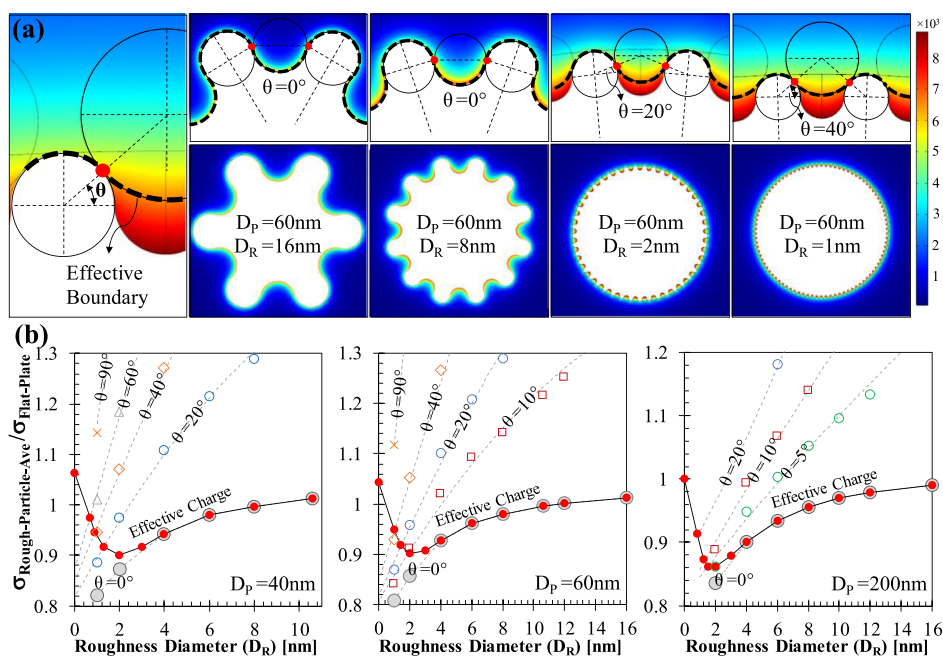 (a)
θ
Effective
Boundary
θ=0°
θ=0°
θ=20°
θ=40°
D_P=60nm
D_R=16nm
D_P=60nm
D_R=8nm
D_P=60nm
D_R=2nm
D_P=60nm
D_R=1nm
×10³
8
7
6
5
4
3
2
1
(b)
σ_Rough-Particle-Ave/σ_Flat-Plate
1.3
1.2
1.1
1
0.9
0.8
θ=90°
θ=60°
θ=40°
θ=20°
Effective Charge
θ=0°
D_P=40nm
0 2 4 6 8 10
Roughness Diameter (D_R) [nm]
1.3
1.2
1.1
1
0.9
0.8
θ=90°
θ=40°
θ=20°
θ=10°
Effective Charge
θ=0°
D_P=60nm
0 2 4 6 8 10 12 14 16
Roughness Diameter (D_R) [nm]
1.2
1.1
1
0.9
0.8
θ=20°
θ=10°
θ=5°
Effective Charge
θ=0°
D_P=200nm
0 2 4 6 8 10 12 14 16
Roughness Diameter (D_R) [nm]